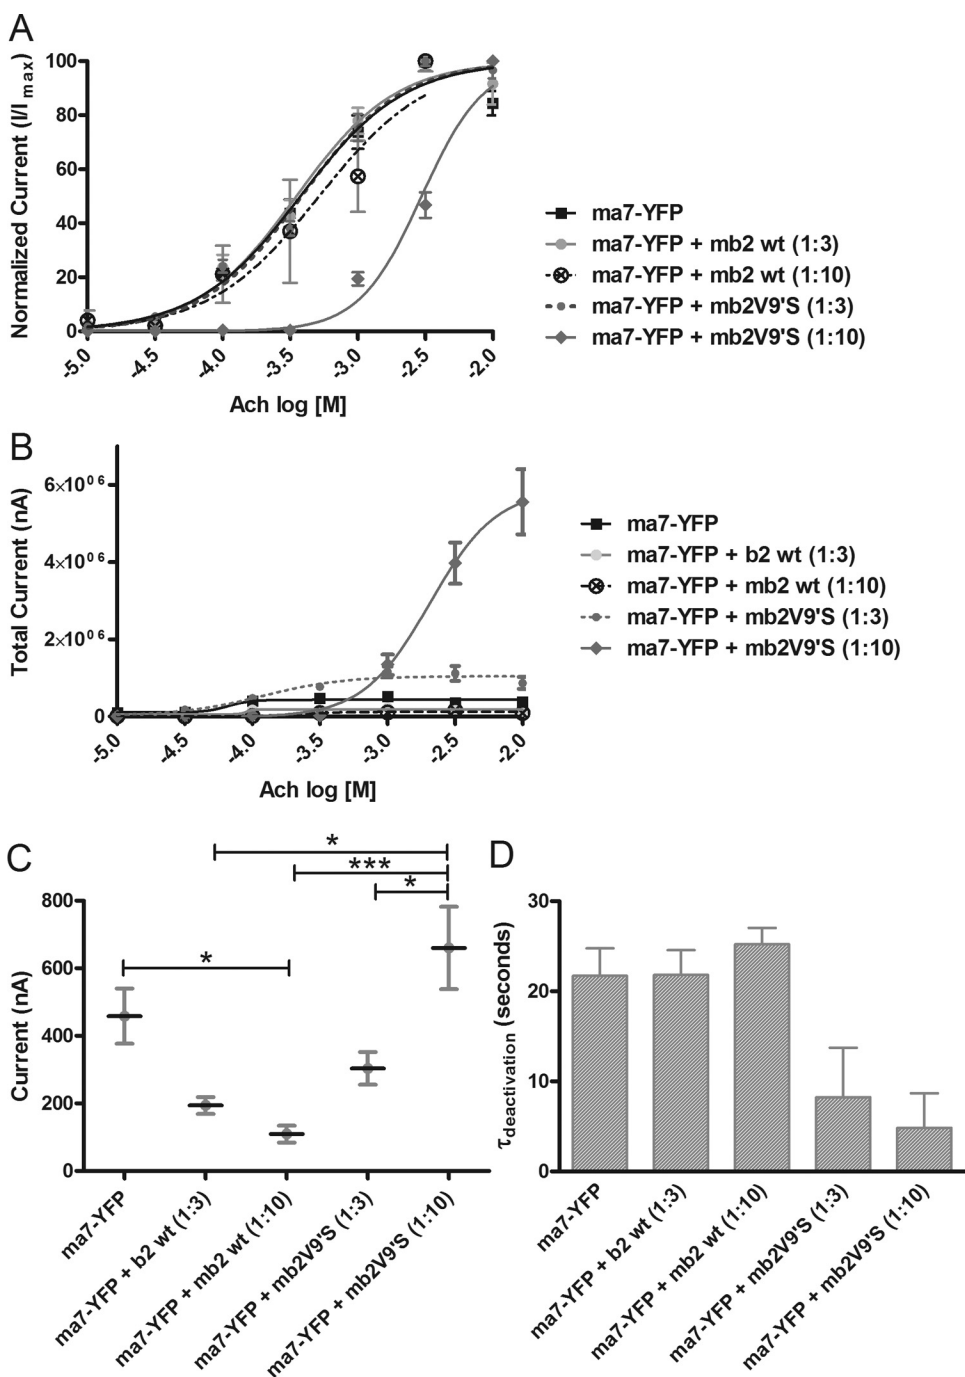 A
Normalized Current (I/Imax)
100
80
60
40
20
0
-5.0
-4.5
-4.0
-3.5
-3.0
-2.5
-2.0
Ach log [M]
ma7-YFP
ma7-YFP + mb2 wt (1:3)
ma7-YFP + mb2 wt (1:10)
ma7-YFP + mb2V9'S (1:3)
ma7-YFP + mb2V9'S (1:10)
B
Total Current (nA)
6×10⁰⁶
4×10⁰⁶
2×10⁰⁶
0
-5.0
-4.5
-4.0
-3.5
-3.0
-2.5
-2.0
Ach log [M]
ma7-YFP
ma7-YFP + b2 wt (1:3)
ma7-YFP + mb2 wt (1:10)
ma7-YFP + mb2V9'S (1:3)
ma7-YFP + mb2V9'S (1:10)
C
*
***
*
*
Current (nA)
800
600
400
200
0
ma7-YFP
ma7-YFP + b2 wt (1:3)
ma7-YFP + mb2 wt (1:10)
ma7-YFP + mb2V9'S (1:3)
ma7-YFP + mb2V9'S (1:10)
D
τdeactivation (seconds)
30
20
10
0
ma7-YFP
ma7-YFP + b2 wt (1:3)
ma7-YFP + mb2 wt (1:10)
ma7-YFP + mb2V9'S (1:3)
ma7-YFP + mb2V9'S (1:10)